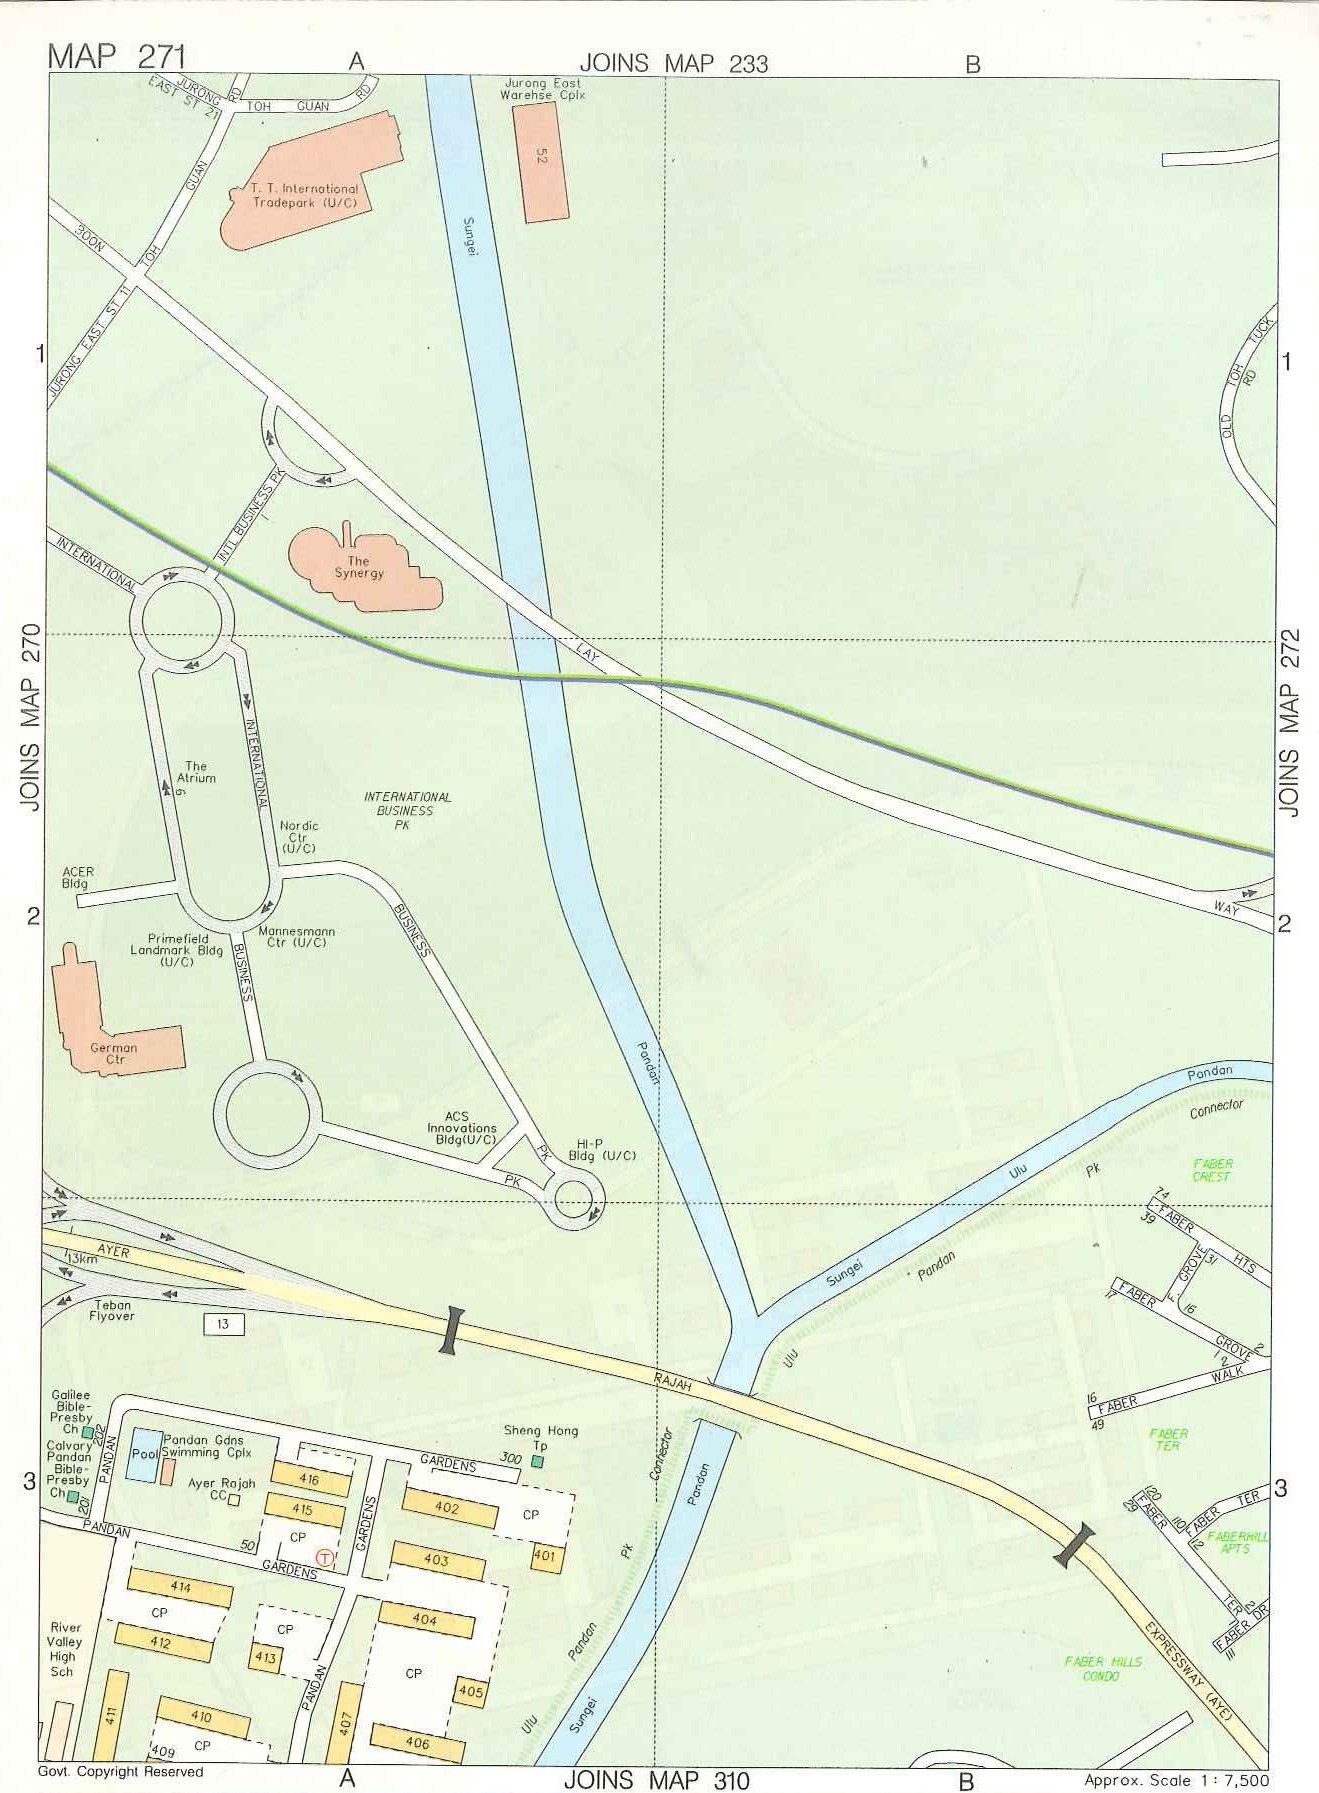 MAP 271
A
JOINS MAP 233
B
JURONG
EAST ST 21
RD
TOH GUAN RD
Jurong East
Warehse Cplx
52
T. T. International
Tradepark (U/C)
GUAN
TOH
BOON
JURONG EAST ST 11
Sungei
1
1
OLD TOH TUCK
RD
INTL BUSINESS PK
INTERNATIONAL
The
Synergy
LAY
JOINS MAP 270
JOINS MAP 272
The
Atrium
9
INTERNATIONAL
INTERNATIONAL
BUSINESS
PK
Nordic
Ctr
(U/C)
ACER
Bldg
2
2
WAY
Primefield
Landmark Bldg
(U/C)
Mannesmann
Ctr (U/C)
BUSINESS
BUSINESS
German
Ctr
Pandan
Pandan
Connector
ACS
Innovations
Bldg(U/C)
PK
PK
HI-P
Bldg (U/C)
Ulu
Pk
FABER
CREST
74
39
FABER HTS
GROVE
31
F.
16
17
FABER GROVE
2
1
2
FABER WALK
16
49
AYER
13km
Teban
Flyover
13
Sungei
Pandan
Ulu
RAJAH
FABER
TER
Galilee
Bible-
Presby
Ch
202
Calvary
Pandan
Bible-
Presby
Ch
201
PANDAN
Pool
Pandan Gdns
Swimming Cplx
Ayer Rajah
CC
416
415
CP
T
50
GARDENS
GARDENS
GARDENS
Sheng Hong
Tp
300
402
CP
403
401
404
CP
405
406
407
Connector
Pandan
Pk
Pandan
Ulu
Sungei
3
3
PANDAN
414
CP
412
CP
413
410
CP
409
411
PANDAN
River
Valley
High
Sch
120
29
FABER TER
110
12
FABER TER
2
FABERHILL
APTS
FABER DR
111
EXPRESSWAY (AYE)
FABER HILLS
CONDO
Govt. Copyright Reserved
A
JOINS MAP 310
B
Approx. Scale 1 : 7,500